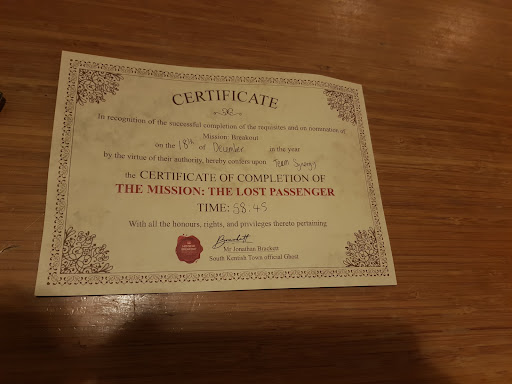 CERTIFICATE
In recognition of the successful completion of the requisites and on nomination of
Mission: Breakout
on the 18th of December in the year
by the virtue of their authority, hereby confers upon Team Synergy
the CERTIFICATE OF COMPLETION OF
THE MISSION: THE LOST PASSENGER
TIME: 58.45
With all the honours, rights, and privileges thereto pertaining
Mr Jonathan Brackett
South Kentish Town official Ghost